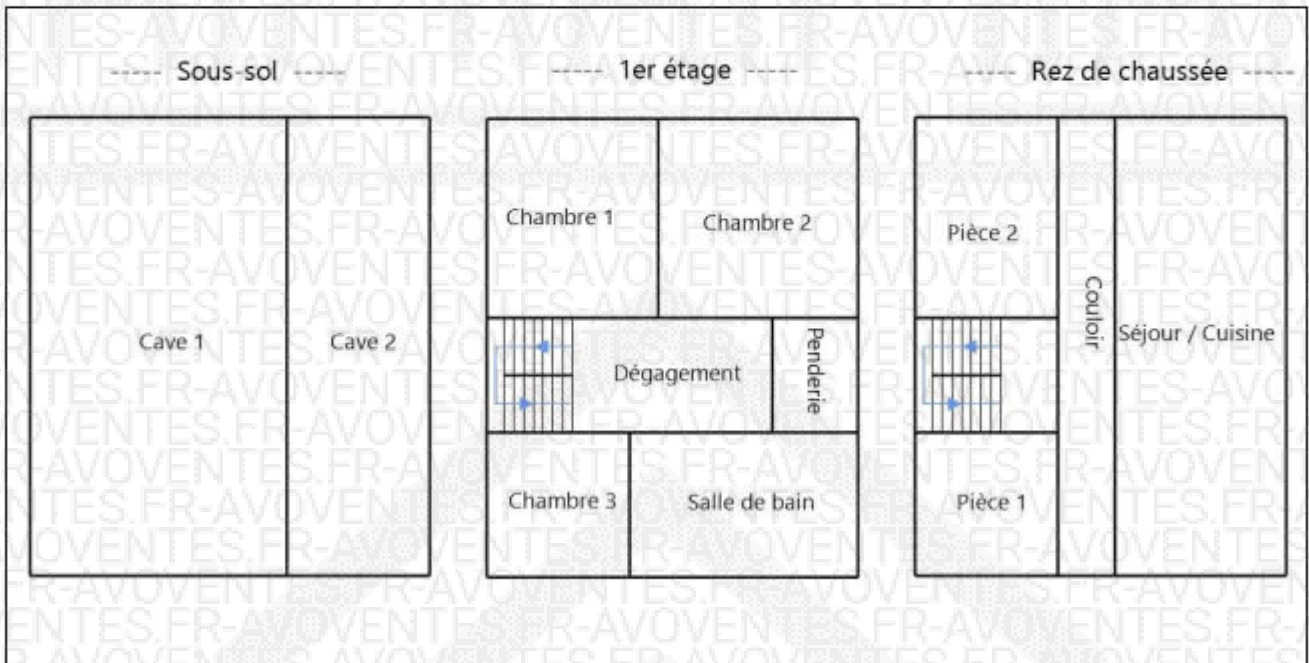 ----- Sous-sol -----
Cave 1
Cave 2
----- 1er étage -----
Chambre 1
Chambre 2
Dégagement
Penderie
Chambre 3
Salle de bain
----- Rez de chaussée -----
Pièce 2
Couloir
Séjour / Cuisine
Pièce 1
AVOVENTES.FR